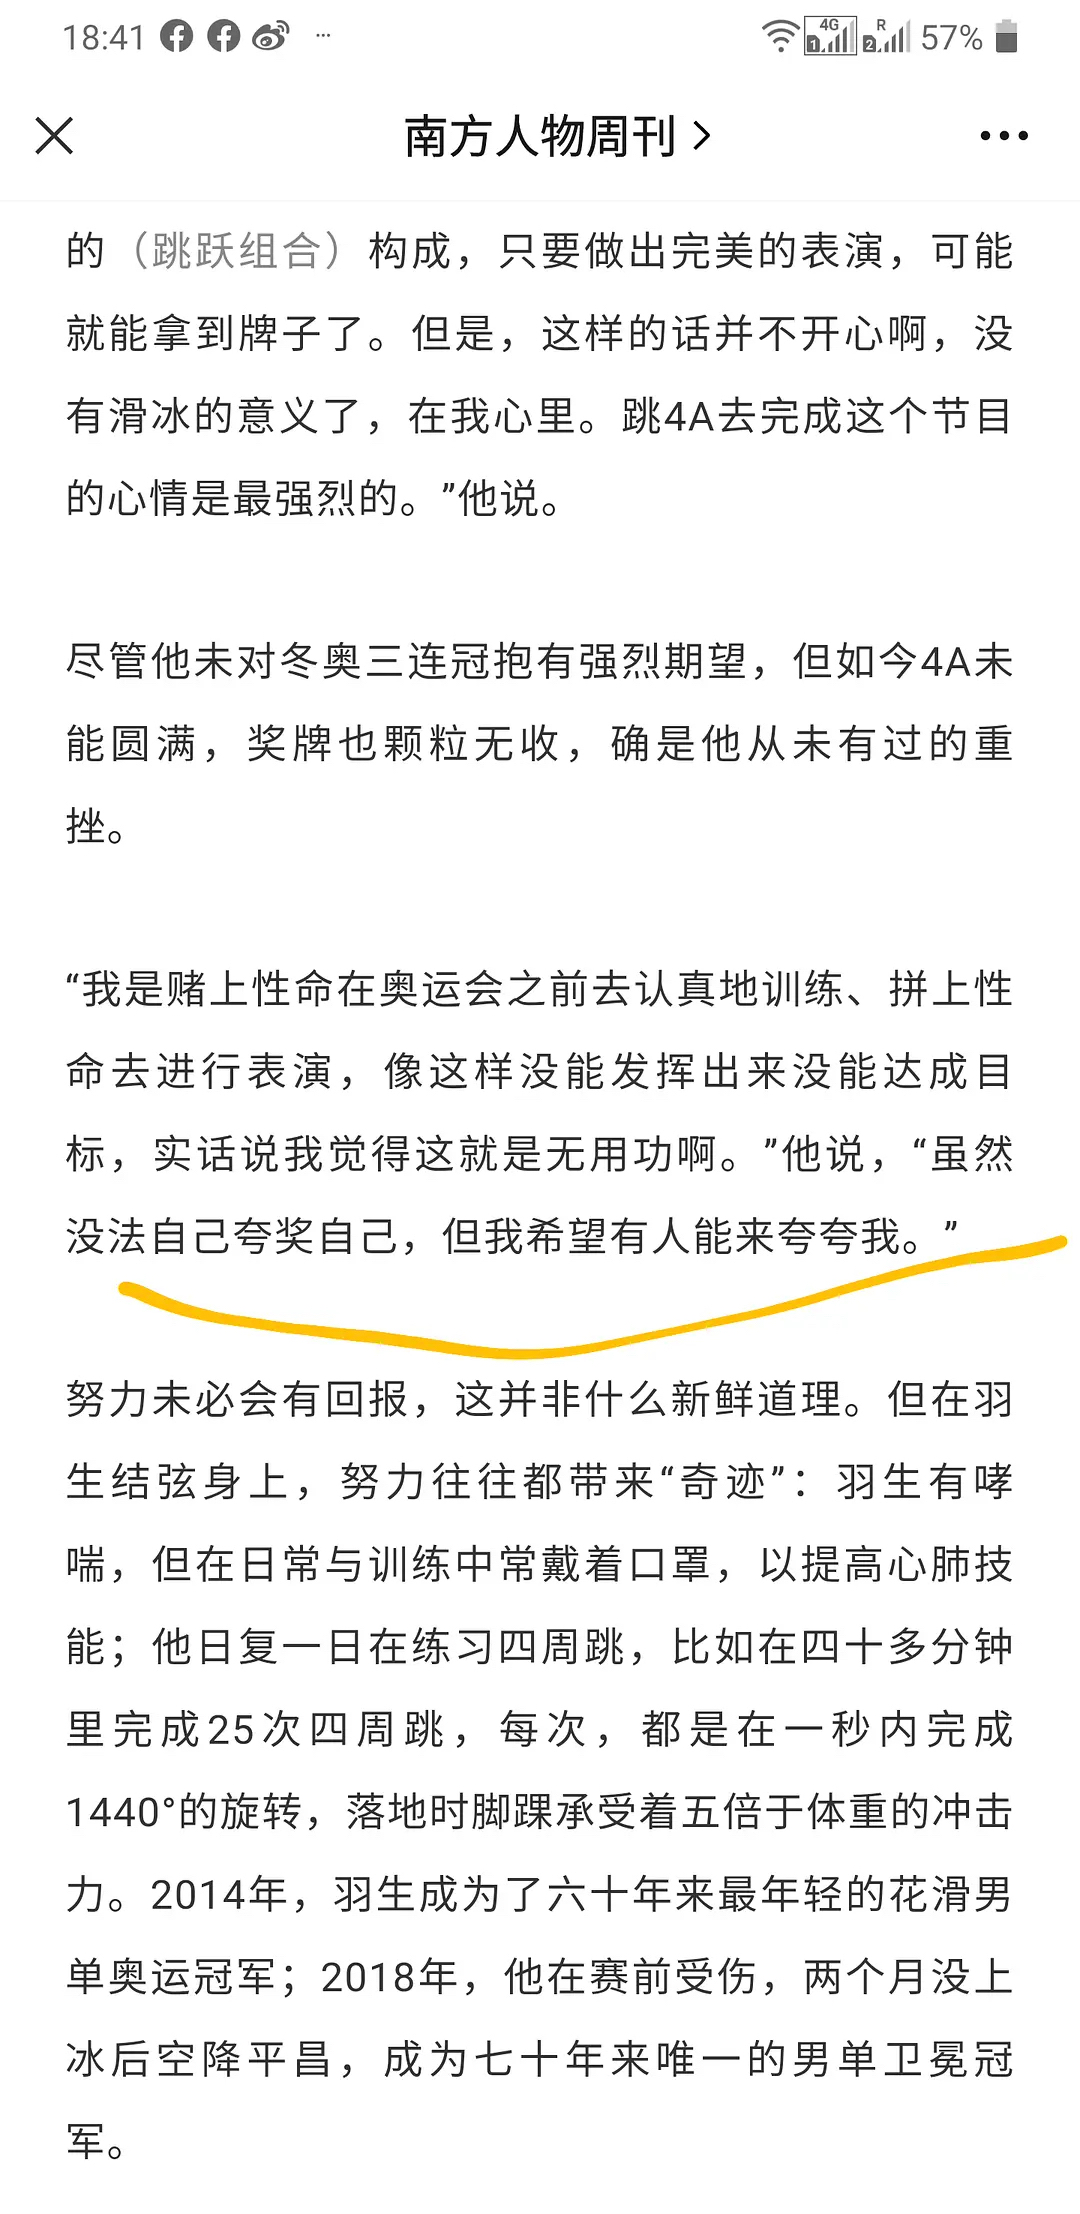 18:41 ... 4G 1 R 2 57%
南方人物周刊 >
的（跳跃组合）构成，只要做出完美的表演，可能
就能拿到牌子了。但是，这样的话并不开心啊，没
有滑冰的意义了，在我心里。跳4A去完成这个节目
的心情是最强烈的。”他说。
尽管他未对冬奥三连冠抱有强烈期望，但如今4A未
能圆满，奖牌也颗粒无收，确是他从未有过的重
挫。
“我是赌上性命在奥运会之前去认真地训练、拼上性
命去进行表演，像这样没能发挥出来没能达成目
标，实话说我觉得这就是无用功啊。”他说，“虽然
没法自己夸奖自己，但我希望有人能来夸夸我。”
努力未必会有回报，这并非什么新鲜道理。但在羽
生结弦身上，努力往往都带来“奇迹”：羽生有哮
喘，但在日常与训练中常戴着口罩，以提高心肺技
能；他日复一日在练习四周跳，比如在四十多分钟
里完成25次四周跳，每次，都是在一秒内完成
1440°的旋转，落地时脚踝承受着五倍于体重的冲击
力。2014年，羽生成为了六十年来最年轻的花滑男
单奥运冠军；2018年，他在赛前受伤，两个月没上
冰后空降平昌，成为七十年来唯一的男单卫冕冠
军。